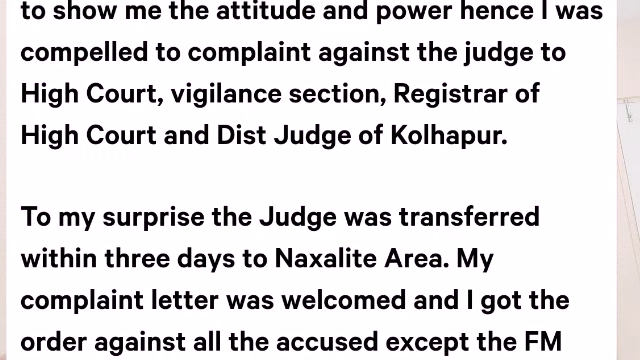 to show me the attitude and power hence I was
compelled to complaint against the judge to
High Court, vigilance section, Registrar of
High Court and Dist Judge of Kolhapur.
To my surprise the Judge was transferred
within three days to Naxalite Area. My
complaint letter was welcomed and I got the
order against all the accused except the FM